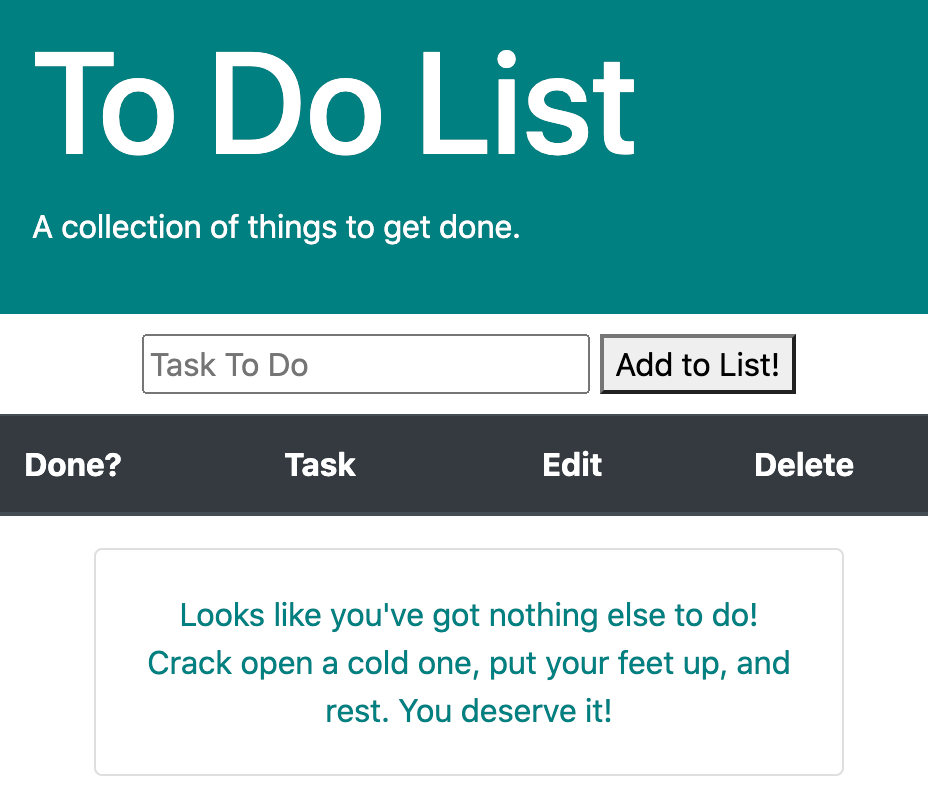 To Do List
A collection of things to get done.
Task To Do Add to List!
Done? Task Edit Delete
Looks like you've got nothing else to do!
Crack open a cold one, put your feet up, and
rest. You deserve it!